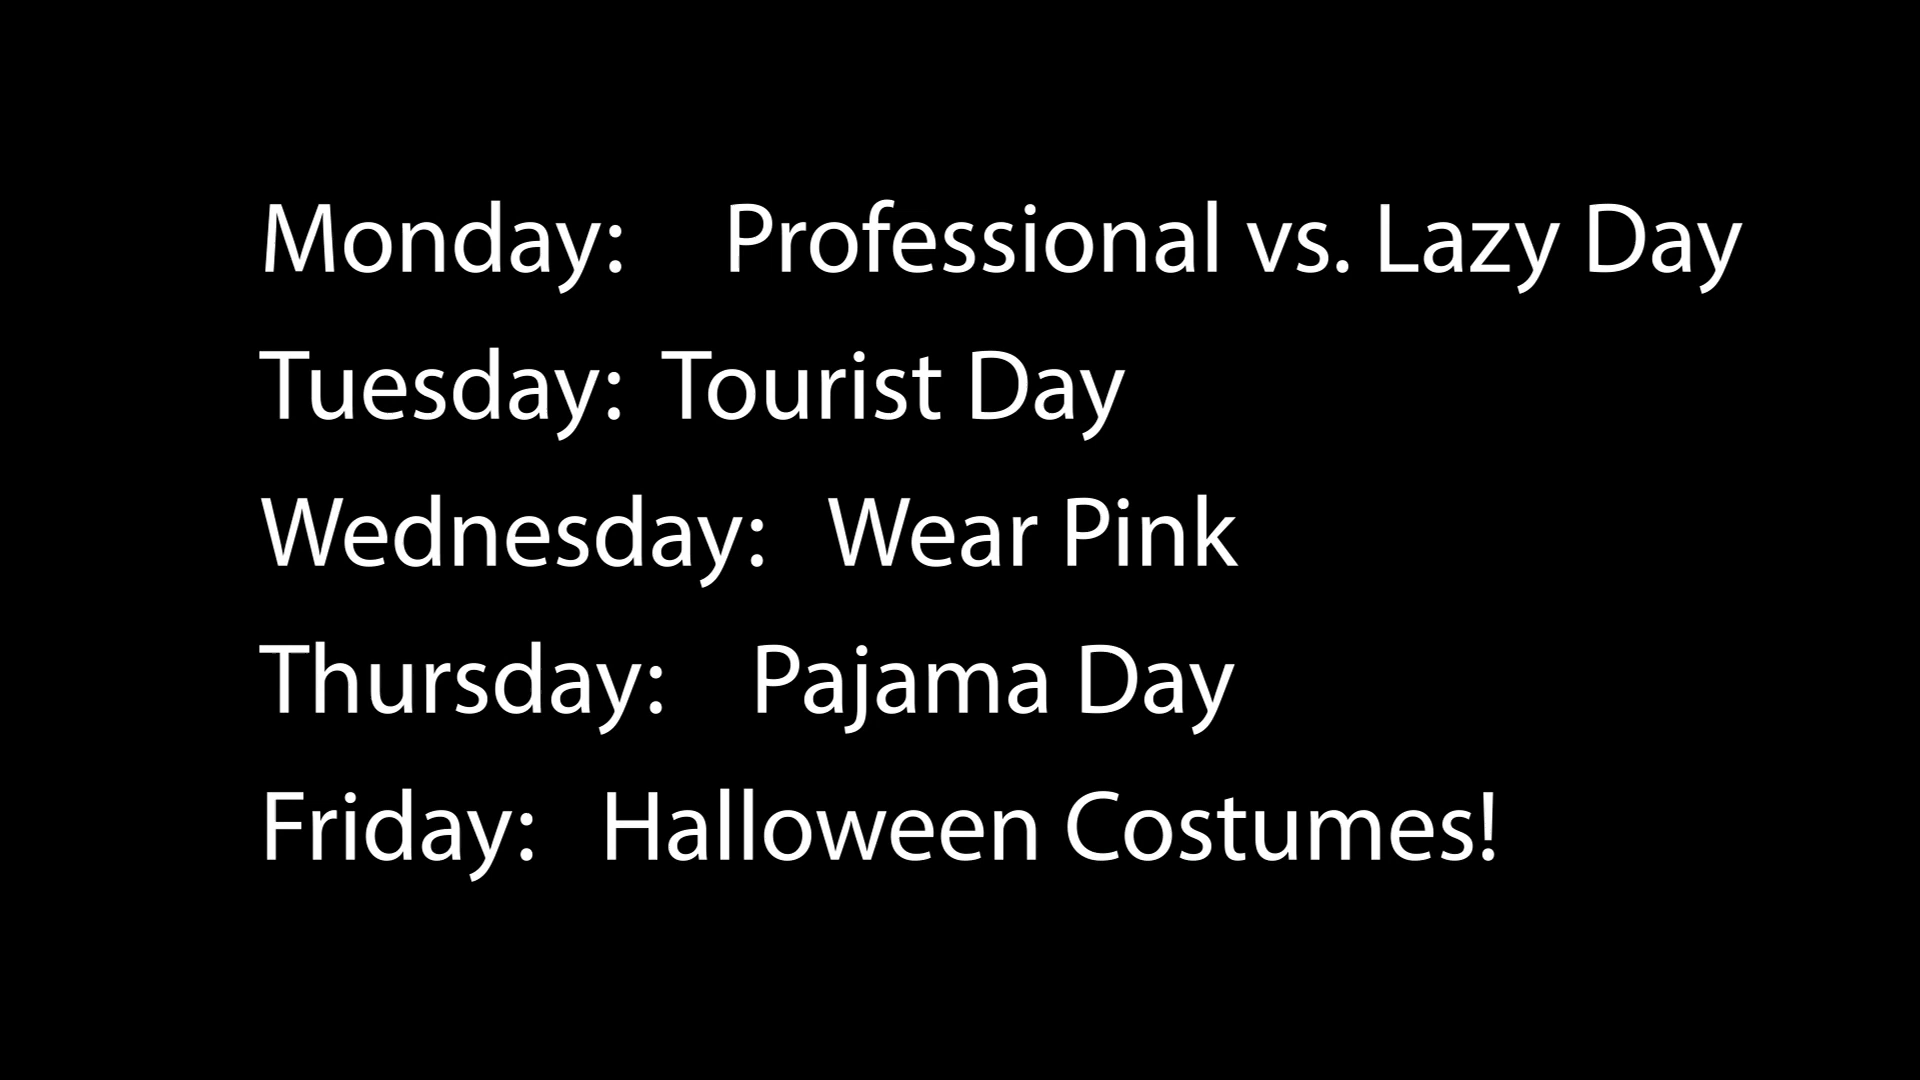 Monday: Professional vs. Lazy Day
Tuesday: Tourist Day
Wednesday: Wear Pink
Thursday: Pajama Day
Friday: Halloween Costumes!